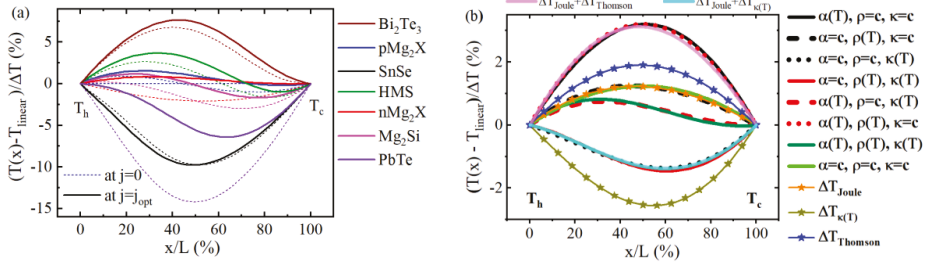 (a)
(T(x)- T_linear)/ΔT (%)
5
0
-5
-10
-15
T_h
T_c
at j=0
at j=j_opt
0 20 40 60 80 100
x/L (%)
Bi₂Te₃
pMg₂X
SnSe
HMS
nMg₂X
Mg₂Si
PbTe
ΔT_Joule+ΔT_Thomson
ΔT_Joule+ΔT_κ(T)
(b)
(T(x) - T_linear)/ΔT (%)
3
2
1
0
-2
T_h
T_c
0 20 40 60 80 100
x/L (%)
α(T), ρ=c, κ=c
α=c, ρ(T), κ=c
α=c, ρ=c, κ(T)
α=c, ρ(T), κ(T)
α(T), ρ=c, κ(T)
α(T), ρ(T), κ=c
α(T), ρ(T), κ(T)
α=c, ρ=c, κ=c
ΔT_Joule
ΔT_κ(T)
ΔT_Thomson